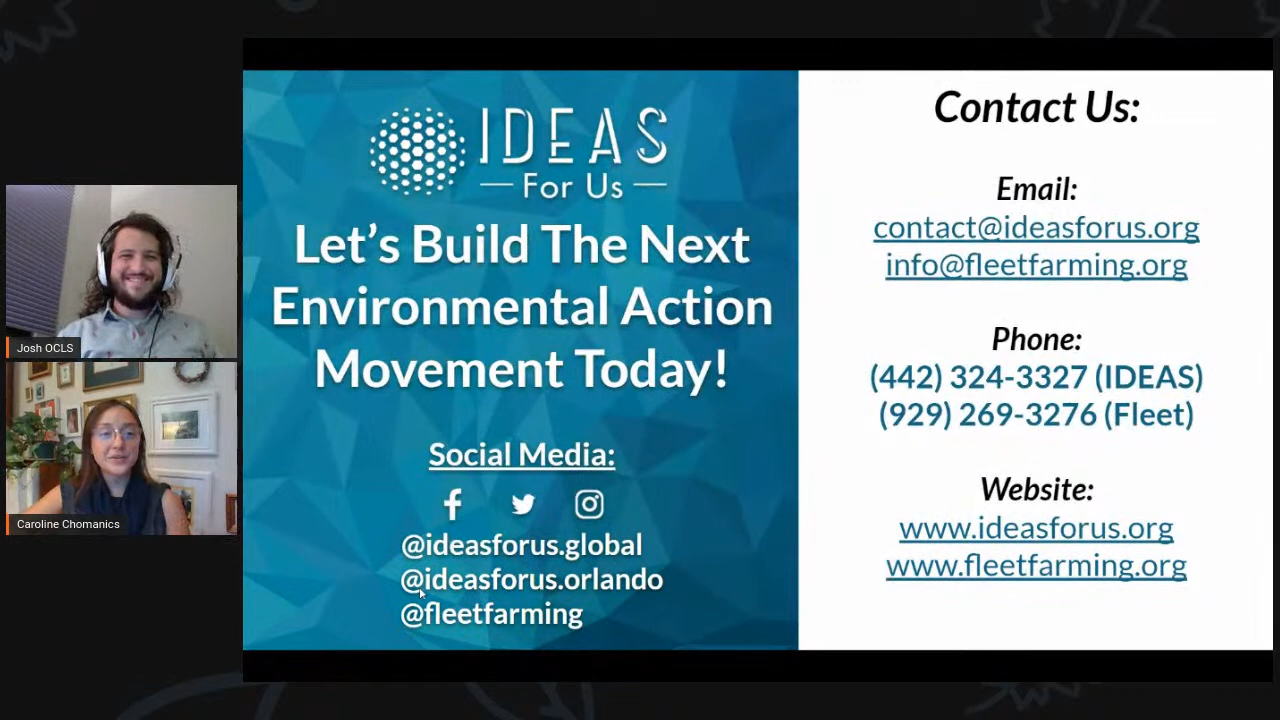 Josh OCLS
Caroline Chomanics
IDEAS
For Us
Let's Build The Next
Environmental Action
Movement Today!
Social Media:
@ideasforus.global
@ideasforus.orlando
@fleetfarming
Contact Us:
Email:
contact@ideasforus.org
info@fleetfarming.org
Phone:
(442) 324-3327 (IDEAS)
(929) 269-3276 (Fleet)
Website:
www.ideasforus.org
www.fleetfarming.org